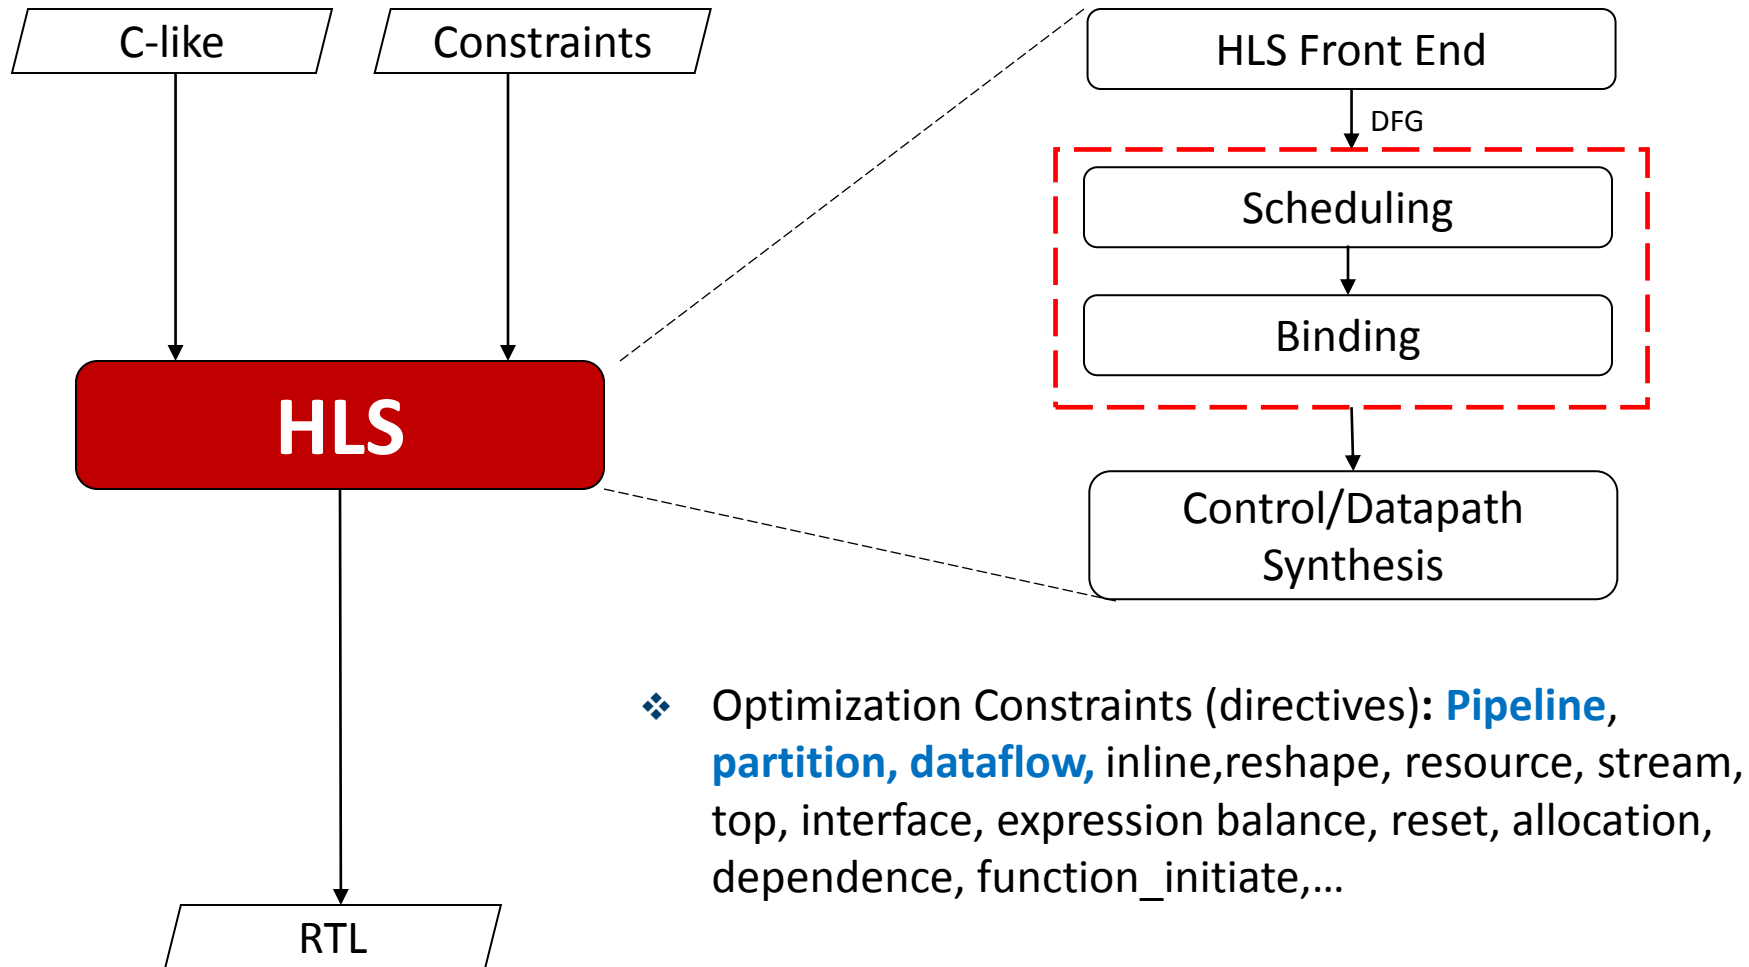 C-like
Constraints
HLS
RTL
HLS Front End
DFG
Scheduling
Binding
Control/Datapath
Synthesis
❖ Optimization Constraints (directives): Pipeline,
partition, dataflow, inline,reshape, resource, stream,
top, interface, expression balance, reset, allocation,
dependence, function_initiate,...